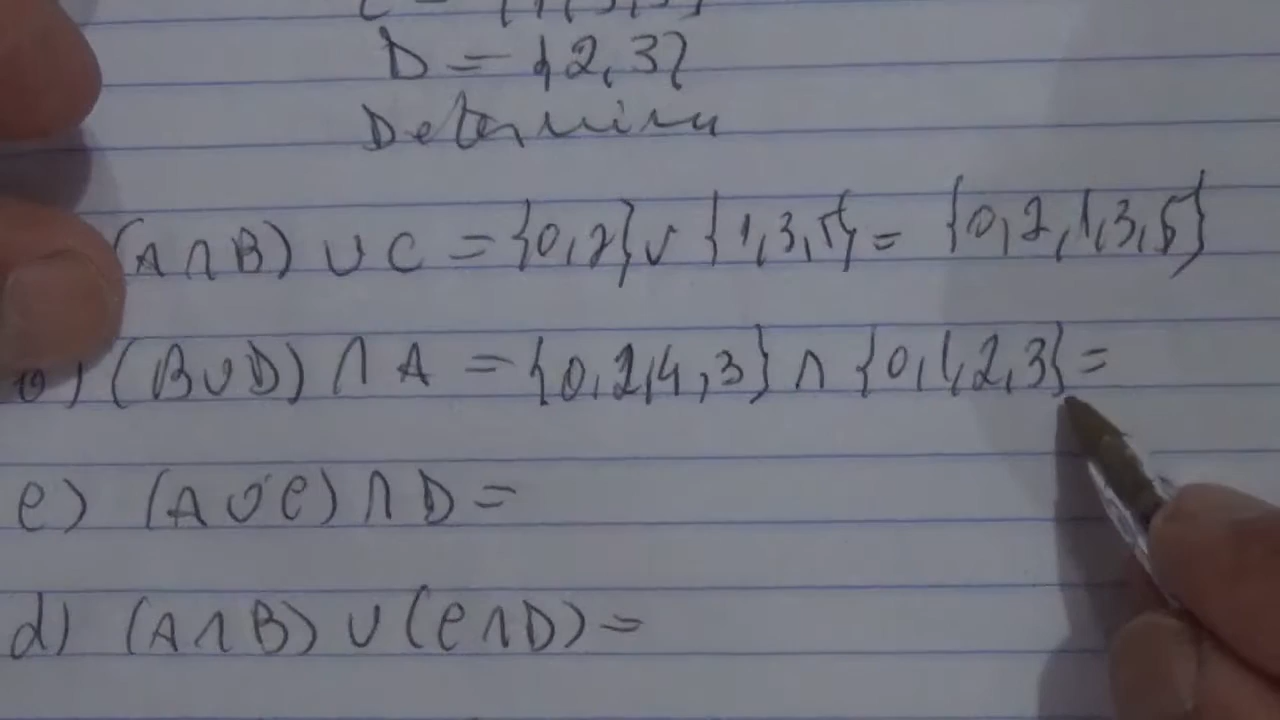 D = {2,3}
Determine
(A∩B) ∪ C = {0,2} ∪ {1,3,5} = {0,2,1,3,5}
b) (B∪D) ∩ A = {0,2,4,3} ∩ {0,1,2,3} =
c) (A∪C) ∩ D =
d) (A∩B) ∪ (C∩D) =